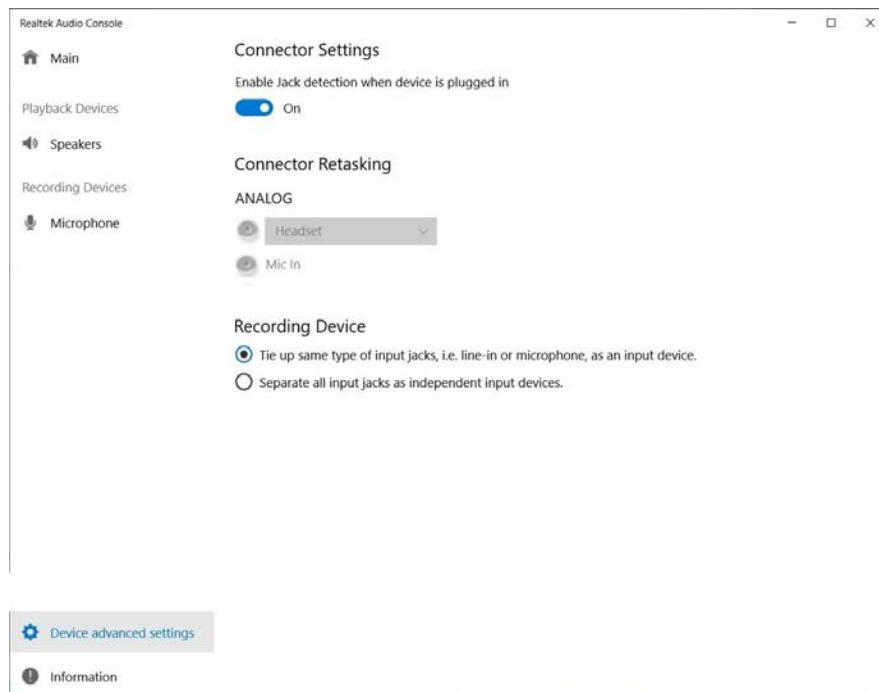 Realtek Audio Console
Main
Playback Devices
Speakers
Recording Devices
Microphone
Connector Settings
Enable Jack detection when device is plugged in
On
Connector Retasking
ANALOG
Headset
Mic In
Recording Device
Tie up same type of input jacks, i.e. line-in or microphone, as an input device.
Separate all input jacks as independent input devices.
Device advanced settings
Information